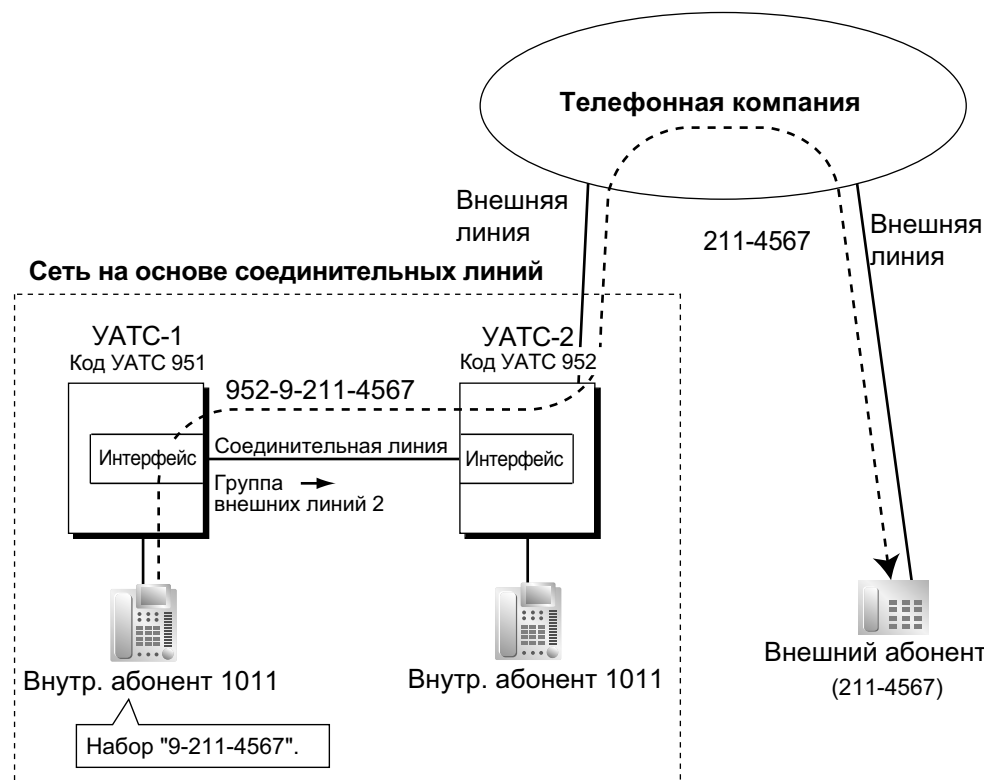 Телефонная компания
Внешняя
линия
211-4567
Внешняя
линия
Сеть на основе соединительных линий
УАТС-1
Код УАТС 951
УАТС-2
Код УАТС 952
952-9-211-4567
Интерфейс
Соединительная линия
Интерфейс
Группа
внешних линий 2
Внутр. абонент 1011
Внутр. абонент 1011
Внешний абонент
(211-4567)
Набор "9-211-4567".